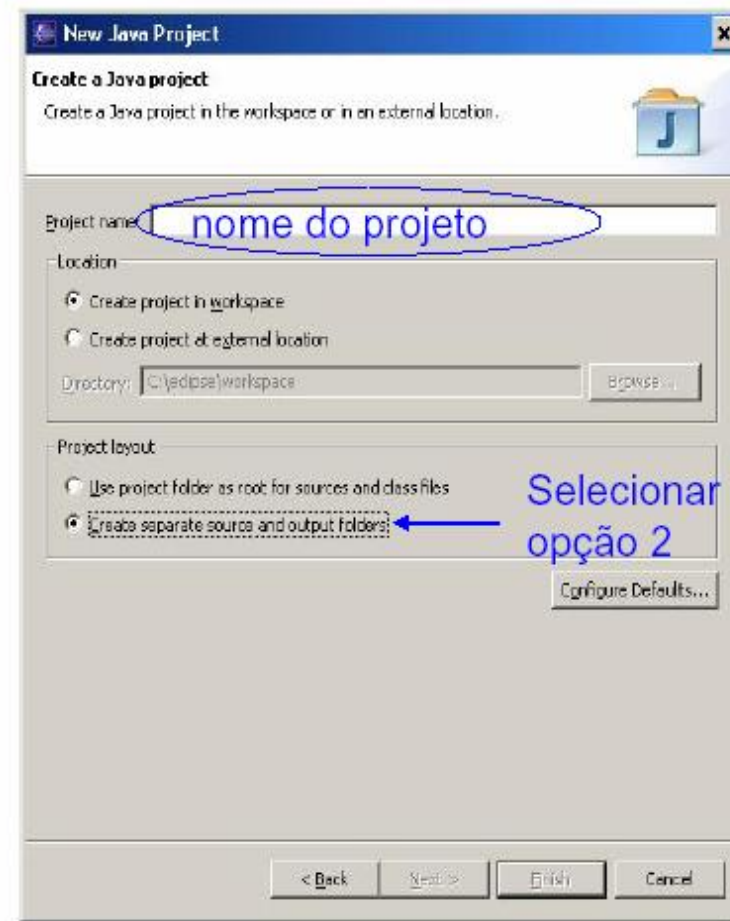 New Java Project
Create a Java project
Create a Java project in the workspace or in an external location.
J
Project name:
nome do projeto
Location
Create project in workspace
Create project at external location
Directory: C:\eclipse\workspace
Browse...
Project layout
Use project folder as root for sources and class files
Create separate source and output folders
Selecionar
opção 2
Configure Defaults...
< Back
Next >
Finish
Cancel